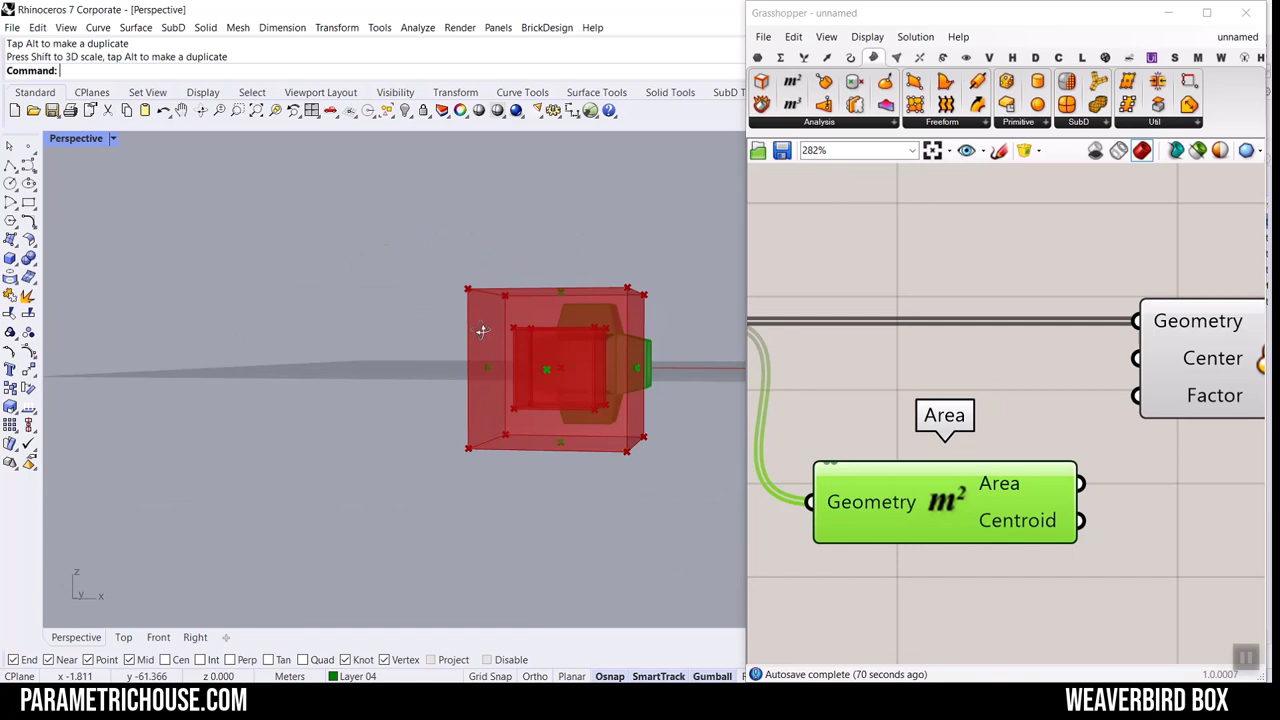 Rhinoceros 7 Corporate - [Perspective]
File Edit View Curve Surface SubD Solid Mesh Dimension Transform Tools Analyze Render Panels BrickDesign Help
Tap Alt to make a duplicate
Press Shift to 3D scale, tap Alt to make a duplicate
Command:
Standard CPlanes Set View Display Select Viewport Layout Visibility Transform Curve Tools Surface Tools Solid Tools SubD T
Perspective
z
y x
Perspective Top Front Right
End Near Point Mid Cen Int Perp Tan Quad Knot Vertex Project Disable
CPlane x -1.811 y -61.366 z 0.000 Meters Layer 04 Grid Snap Ortho Planar Osnap SmartTrack Gumball
Grasshopper - unnamed
File Edit View Display Solution Help unnamed
V H D C L U S M W H
m² m³
Analysis Freeform Primitive SubD Util
282%
Geometry
Center
Factor
Area
Geometry m² Area
Centroid
Autosave complete (70 seconds ago) 1.0.0007
PARAMETRICHOUSE.COM WEAVERBIRD BOX